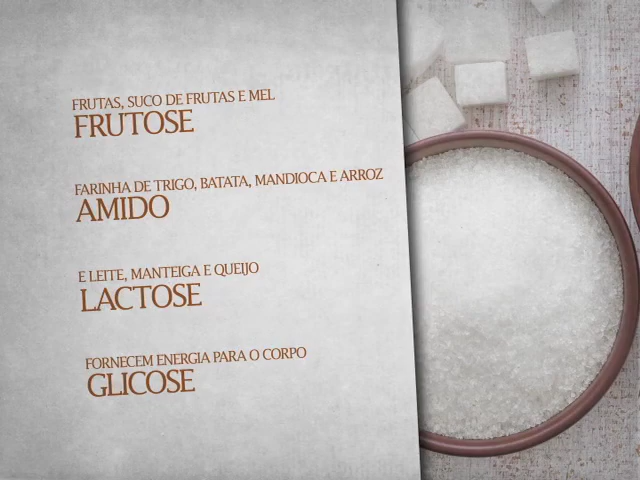 FRUTAS, SUCO DE FRUTAS E MEL
FRUTOSE
FARINHA DE TRIGO, BATATA, MANDIOCA E ARROZ
AMIDO
E LEITE, MANTEIGA E QUEIJO
LACTOSE
FORNECEM ENERGIA PARA O CORPO
GLICOSE